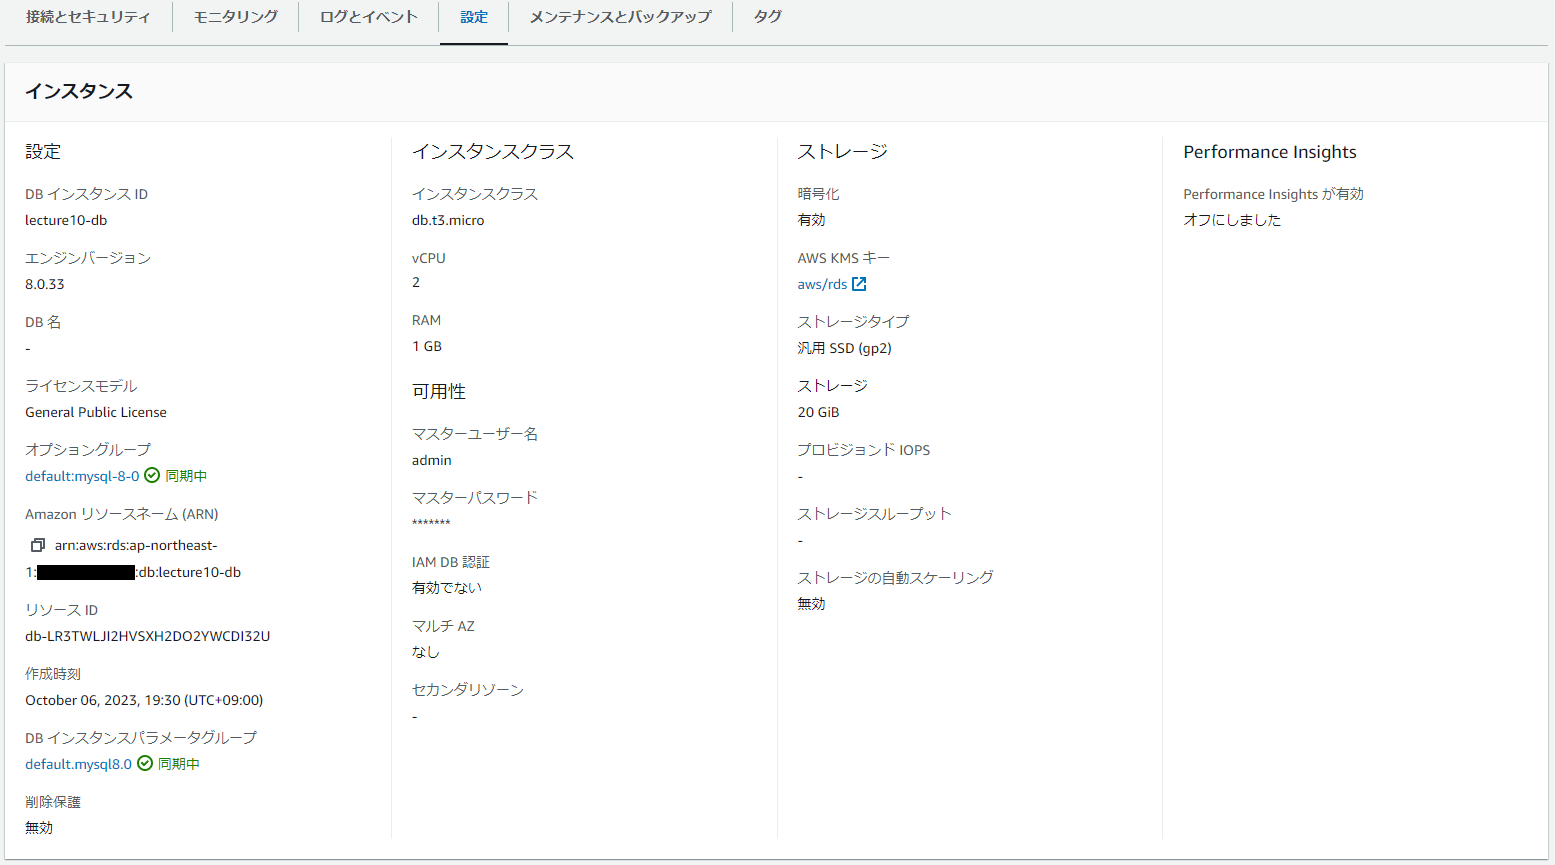 接続とセキュリティ
モニタリング
ログとイベント
設定
メンテナンスとバックアップ
タグ
インスタンス
設定
DB インスタンス ID
lecture10-db
エンジンバージョン
8.0.33
DB 名
-
ライセンスモデル
General Public License
オプショングループ
default:mysql-8-0 同期中
Amazon リソースネーム (ARN)
arn:aws:rds:ap-northeast-
1: :db:lecture10-db
リソース ID
db-LR3TWLJI2HVSXH2DO2YWCDI32U
作成時刻
October 06, 2023, 19:30 (UTC+09:00)
DB インスタンスパラメータグループ
default.mysql8.0 同期中
削除保護
無効
インスタンスクラス
インスタンスクラス
db.t3.micro
vCPU
2
RAM
1 GB
可用性
マスターユーザー名
admin
マスターパスワード
*******
IAM DB 認証
有効でない
マルチ AZ
なし
セカンダリゾーン
-
ストレージ
暗号化
有効
AWS KMS キー
aws/rds
ストレージタイプ
汎用 SSD (gp2)
ストレージ
20 GiB
プロビジョンド IOPS
-
ストレージスループット
-
ストレージの自動スケーリング
無効
Performance Insights
Performance Insights が有効
オフにしました